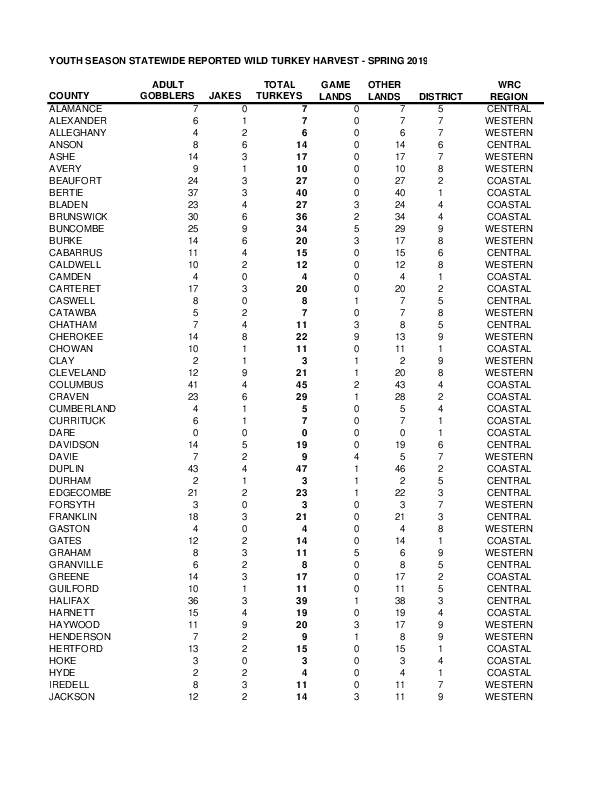 YOUTH SEASON STATEWIDE REPORTED WILD TURKEY HARVEST - SPRING 2019
ADULT TOTAL GAME OTHER WRC
COUNTY GOBBLERS JAKES TURKEYS LANDS LANDS DISTRICT REGION
ALAMANCE 7 0 7 0 7 5 CENTRAL
ALEXANDER 6 1 7 0 7 7 WESTERN
ALLEGHANY 4 2 6 0 6 7 WESTERN
ANSON 8 6 14 0 14 6 CENTRAL
ASHE 14 3 17 0 17 7 WESTERN
AVERY 9 1 10 0 10 8 WESTERN
BEAUFORT 24 3 27 0 27 2 COASTAL
BERTIE 37 3 40 0 40 1 COASTAL
BLADEN 23 4 27 3 24 4 COASTAL
BRUNSWICK 30 6 36 2 34 4 COASTAL
BUNCOMBE 25 9 34 5 29 9 WESTERN
BURKE 14 6 20 3 17 8 WESTERN
CABARRUS 11 4 15 0 15 6 CENTRAL
CALDWELL 10 2 12 0 12 8 WESTERN
CAMDEN 4 0 4 0 4 1 COASTAL
CARTERET 17 3 20 0 20 2 COASTAL
CASWELL 8 0 8 1 7 5 CENTRAL
CATAWBA 5 2 7 0 7 8 WESTERN
CHATHAM 7 4 11 3 8 5 CENTRAL
CHEROKEE 14 8 22 9 13 9 WESTERN
CHOWAN 10 1 11 0 11 1 COASTAL
CLAY 2 1 3 1 2 9 WESTERN
CLEVELAND 12 9 21 1 20 8 WESTERN
COLUMBUS 41 4 45 2 43 4 COASTAL
CRAVEN 23 6 29 1 28 2 COASTAL
CUMBERLAND 4 1 5 0 5 4 COASTAL
CURRITUCK 6 1 7 0 7 1 COASTAL
DARE 0 0 0 0 0 1 COASTAL
DAVIDSON 14 5 19 0 19 6 CENTRAL
DAVIE 7 2 9 4 5 7 WESTERN
DUPLIN 43 4 47 1 46 2 COASTAL
DURHAM 2 1 3 1 2 5 CENTRAL
EDGECOMBE 21 2 23 1 22 3 CENTRAL
FORSYTH 3 0 3 0 3 7 WESTERN
FRANKLIN 18 3 21 0 21 3 CENTRAL
GASTON 4 0 4 0 4 8 WESTERN
GATES 12 2 14 0 14 1 COASTAL
GRAHAM 8 3 11 5 6 9 WESTERN
GRANVILLE 6 2 8 0 8 5 CENTRAL
GREENE 14 3 17 0 17 2 COASTAL
GUILFORD 10 1 11 0 11 5 CENTRAL
HALIFAX 36 3 39 1 38 3 CENTRAL
HARNETT 15 4 19 0 19 4 COASTAL
HAYWOOD 11 9 20 3 17 9 WESTERN
HENDERSON 7 2 9 1 8 9 WESTERN
HERTFORD 13 2 15 0 15 1 COASTAL
HOKE 3 0 3 0 3 4 COASTAL
HYDE 2 2 4 0 4 1 COASTAL
IREDELL 8 3 11 0 11 7 WESTERN
JACKSON 12 2 14 3 11 9 WESTERN